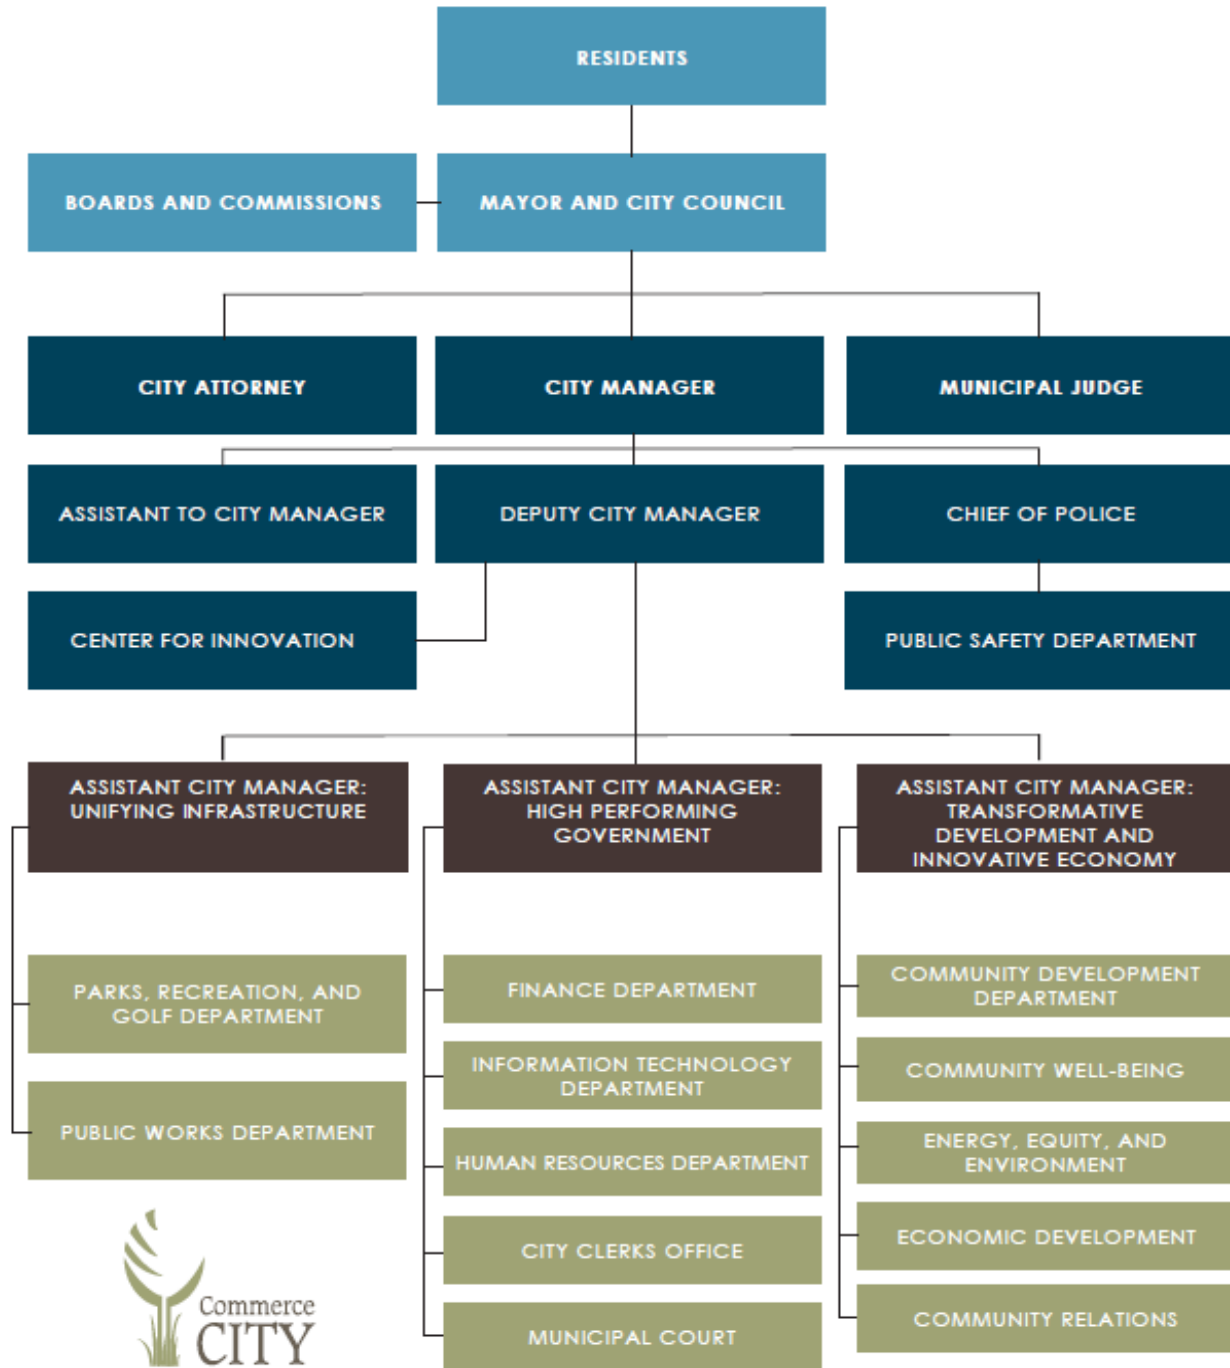 RESIDENTS
BOARDS AND COMMISSIONS
MAYOR AND CITY COUNCIL
CITY ATTORNEY
CITY MANAGER
MUNICIPAL JUDGE
ASSISTANT TO CITY MANAGER
DEPUTY CITY MANAGER
CHIEF OF POLICE
CENTER FOR INNOVATION
PUBLIC SAFETY DEPARTMENT
ASSISTANT CITY MANAGER:
UNIFYING INFRASTRUCTURE
ASSISTANT CITY MANAGER:
HIGH PERFORMING
GOVERNMENT
ASSISTANT CITY MANAGER:
TRANSFORMATIVE
DEVELOPMENT AND
INNOVATIVE ECONOMY
PARKS, RECREATION, AND
GOLF DEPARTMENT
PUBLIC WORKS DEPARTMENT
FINANCE DEPARTMENT
INFORMATION TECHNOLOGY
DEPARTMENT
HUMAN RESOURCES DEPARTMENT
CITY CLERKS OFFICE
MUNICIPAL COURT
COMMUNITY DEVELOPMENT
DEPARTMENT
COMMUNITY WELL-BEING
ENERGY, EQUITY, AND
ENVIRONMENT
ECONOMIC DEVELOPMENT
COMMUNITY RELATIONS
Commerce
CITY